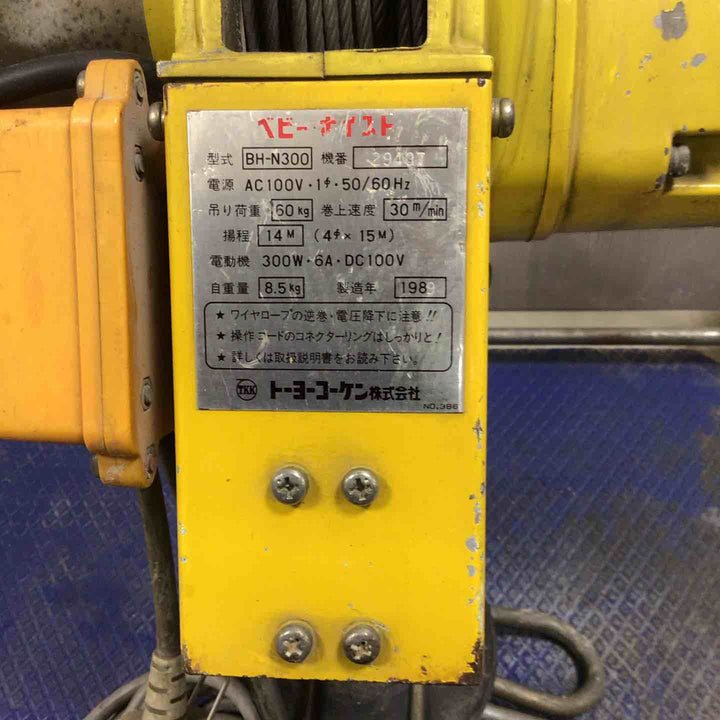 ベビー・ホイスト
型式 BH-N300 機番
電源 AC100V・1φ・50/60Hz
吊り荷重 60kg 巻上速度 30m/min
揚程 14M (4φ× 15M)
電動機 300W・6A・DC100V
自重量 8.5kg 製造年 1989
★ワイヤロープの逆巻・電圧降下に注意!!
★操作コードのコネクターリングはしっかりと!
★詳しくは取扱説明書をお読み下さい。
TKK トーヨーコーケン株式会社
NO.386